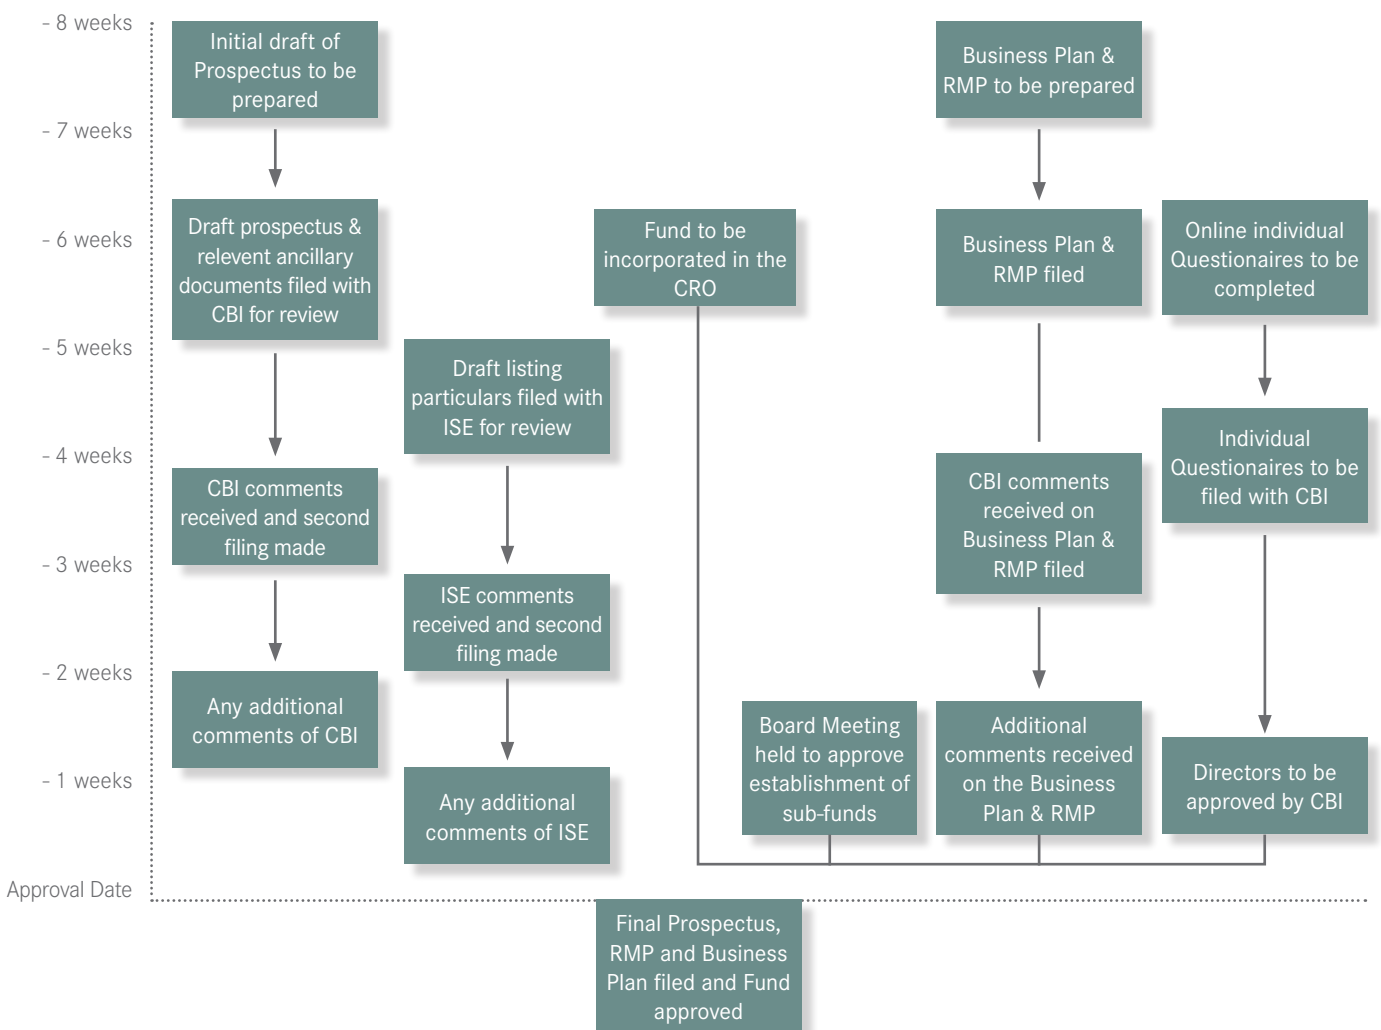 - 8 weeks
- 7 weeks
- 6 weeks
- 5 weeks
- 4 weeks
- 3 weeks
- 2 weeks
- 1 weeks
Approval Date
Initial draft of
Prospectus to be
prepared
Draft prospectus &
relevent ancillary
documents filed with
CBI for review
CBI comments
received and second
filing made
Any additional
comments of CBI
Draft listing
particulars filed with
ISE for review
ISE comments
received and second
filing made
Any additional
comments of ISE
Fund to be
incorporated in the
CRO
Board Meeting
held to approve
establishment of
sub-funds
Business Plan &
RMP to be prepared
Business Plan &
RMP filed
CBI comments
received on
Business Plan &
RMP filed
Additional
comments received
on the Business
Plan & RMP
Online individual
Questionaires to be
completed
Individual
Questionaires to be
filed with CBI
Directors to be
approved by CBI
Final Prospectus,
RMP and Business
Plan filed and Fund
approved